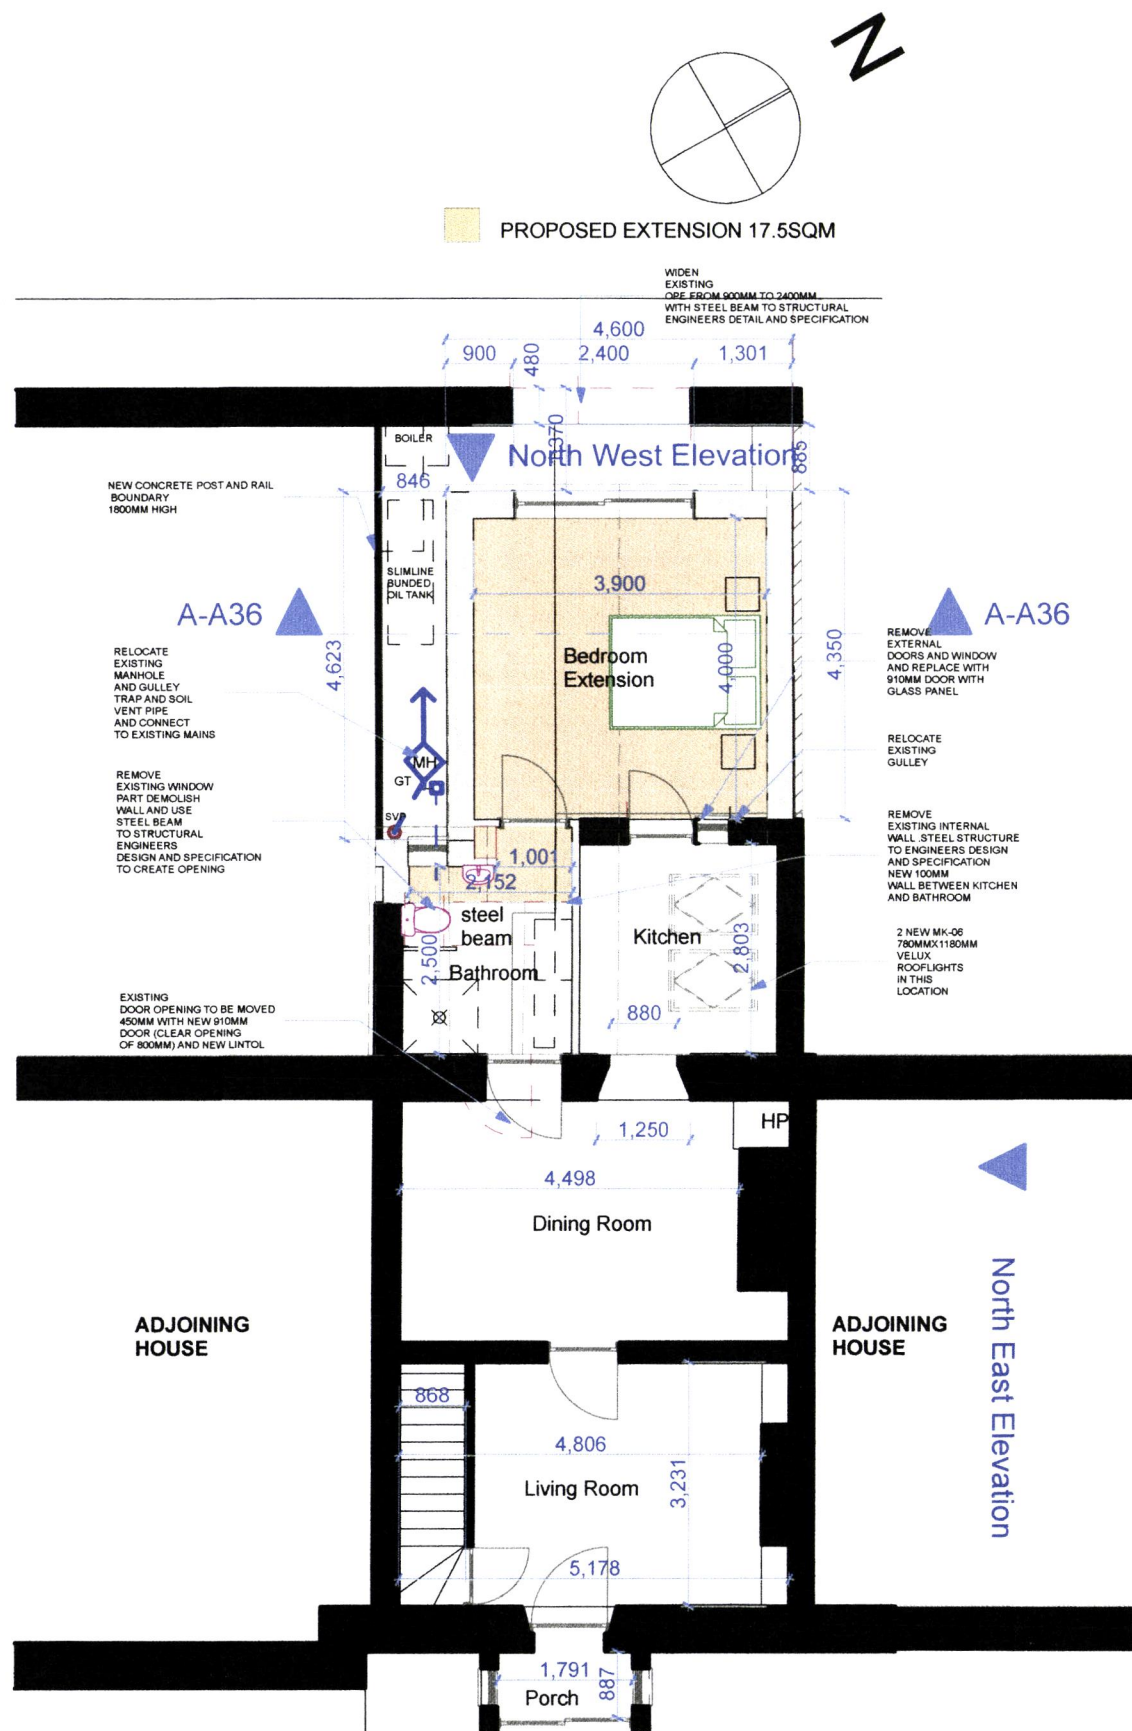 N
PROPOSED EXTENSION 17.5SQM
WIDEN
EXISTING
OPE FROM 900MM TO 2400MM
WITH STEEL BEAM TO STRUCTURAL
ENGINEERS DETAIL AND SPECIFICATION
4,600
900
480
2,400
1,301
BOILER
370
North West Elevation
885
846
NEW CONCRETE POST AND RAIL
BOUNDARY
1800MM HIGH
SLIMLINE
BUNDED
OIL TANK
3,900
A-A36
A-A36
4,623
Bedroom
Extension
4,000
4,350
REMOVE
EXTERNAL
DOORS AND WINDOW
AND REPLACE WITH
910MM DOOR WITH
GLASS PANEL
RELOCATE
EXISTING
MANHOLE
AND GULLEY
TRAP AND SOIL
VENT PIPE
AND CONNECT
TO EXISTING MAINS
RELOCATE
EXISTING
GULLEY
MH
GT
SVP
REMOVE
EXISTING WINDOW
PART DEMOLISH
WALL AND USE
STEEL BEAM
TO STRUCTURAL
ENGINEERS
DESIGN AND SPECIFICATION
TO CREATE OPENING
REMOVE
EXISTING INTERNAL
WALL .STEEL STRUCTURE
TO ENGINEERS DESIGN
AND SPECIFICATION
NEW 100MM
WALL BETWEEN KITCHEN
AND BATHROOM
1,001
2,152
steel
beam
Bathroom
2,500
Kitchen
2,803
880
2 NEW MK-06
780MMX1180MM
VELUX
ROOFLIGHTS
IN THIS
LOCATION
EXISTING
DOOR OPENING TO BE MOVED
450MM WITH NEW 910MM
DOOR (CLEAR OPENING
OF 800MM) AND NEW LINTOL
HP
1,250
4,498
Dining Room
ADJOINING
HOUSE
ADJOINING
HOUSE
North East Elevation
868
4,806
Living Room
3,231
5,178
1,791
887
Porch